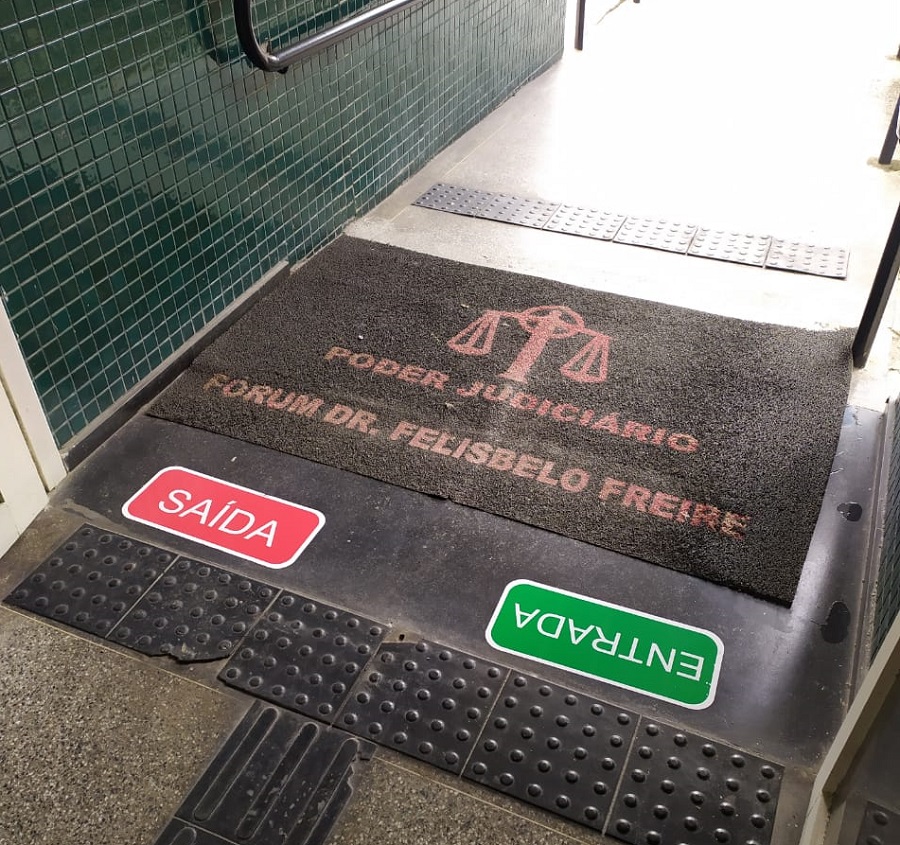 PODER JUDICIÁRIO
FORUM DR. FELISBELO FREIRE
SAÍDA
ENTRADA